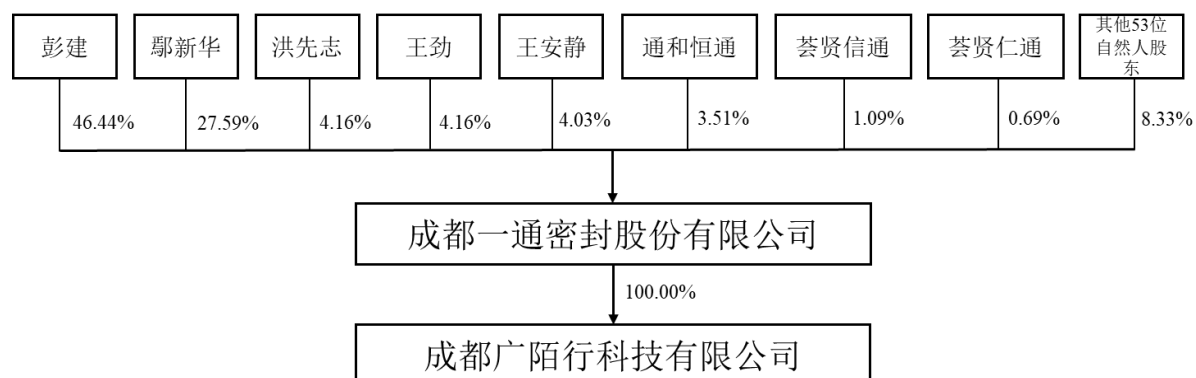 彭建
鄢新华
洪先志
王劲
王安静
通和恒通
荟贤信通
荟贤仁通
其他53位
自然人股
东
46.44%
27.59%
4.16%
4.16%
4.03%
3.51%
1.09%
0.69%
8.33%
成都一通密封股份有限公司
100.00%
成都广陌行科技有限公司